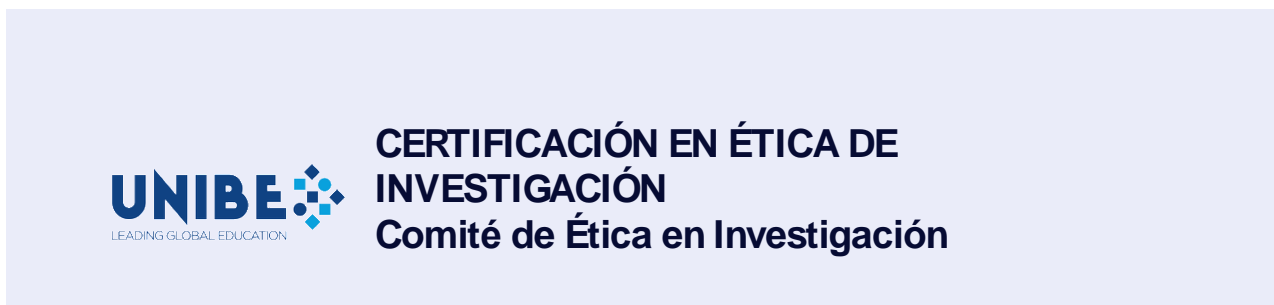 CERTIFICACIÓN EN ÉTICA DE
INVESTIGACIÓN
Comité de Ética en Investigación
UNIBE
LEADING GLOBAL EDUCATION